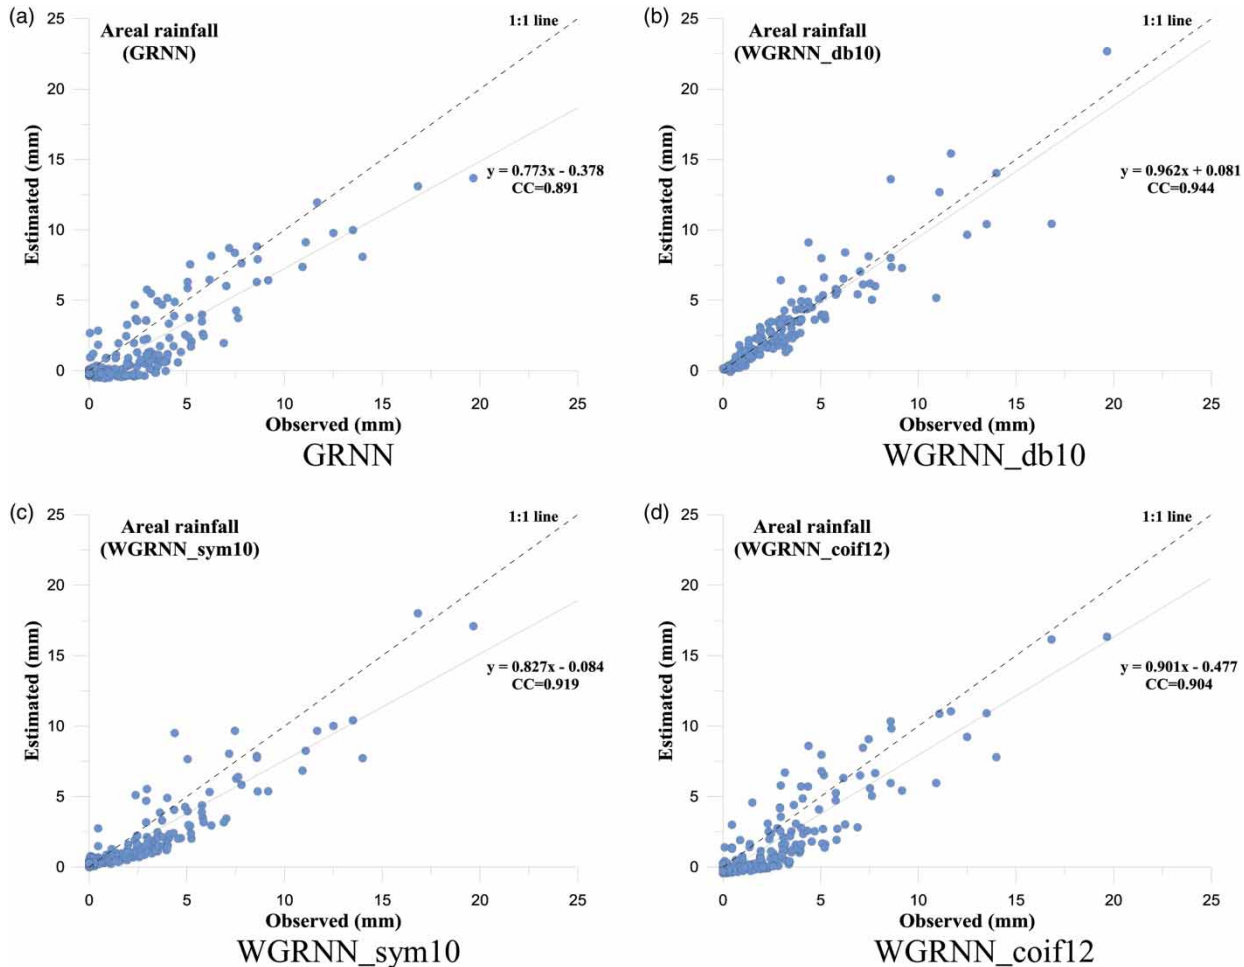 (a)
Areal rainfall
(GRNN)
1:1 line
25
20
15
10
5
0
Estimated (mm)
y = 0.773x - 0.378
CC=0.891
0 5 10 15 20 25
Observed (mm)
GRNN
(b)
Areal rainfall
(WGRNN_db10)
1:1 line
25
20
15
10
5
0
Estimated (mm)
y = 0.962x + 0.081
CC=0.944
0 5 10 15 20 25
Observed (mm)
WGRNN_db10
(c)
Areal rainfall
(WGRNN_sym10)
1:1 line
25
20
15
10
5
0
Estimated (mm)
y = 0.827x - 0.084
CC=0.919
0 5 10 15 20 25
Observed (mm)
WGRNN_sym10
(d)
Areal rainfall
(WGRNN_coif12)
1:1 line
25
20
15
10
5
0
Estimated (mm)
y = 0.901x - 0.477
CC=0.904
0 5 10 15 20 25
Observed (mm)
WGRNN_coif12